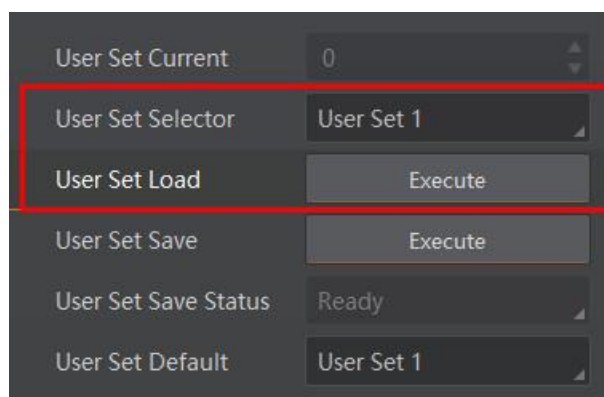 User Set Current 0
User Set Selector User Set 1
User Set Load Execute
User Set Save Execute
User Set Save Status Ready
User Set Default User Set 1